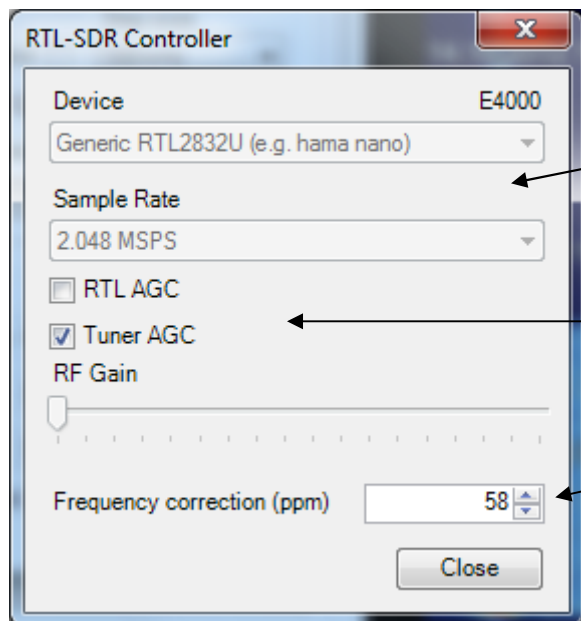 RTL-SDR Controller
Device E4000
Generic RTL2832U (e.g. hama nano)
Sample Rate
2.048 MSPS
RTL AGC
Tuner AGC
RF Gain
Frequency correction (ppm) 58
Close